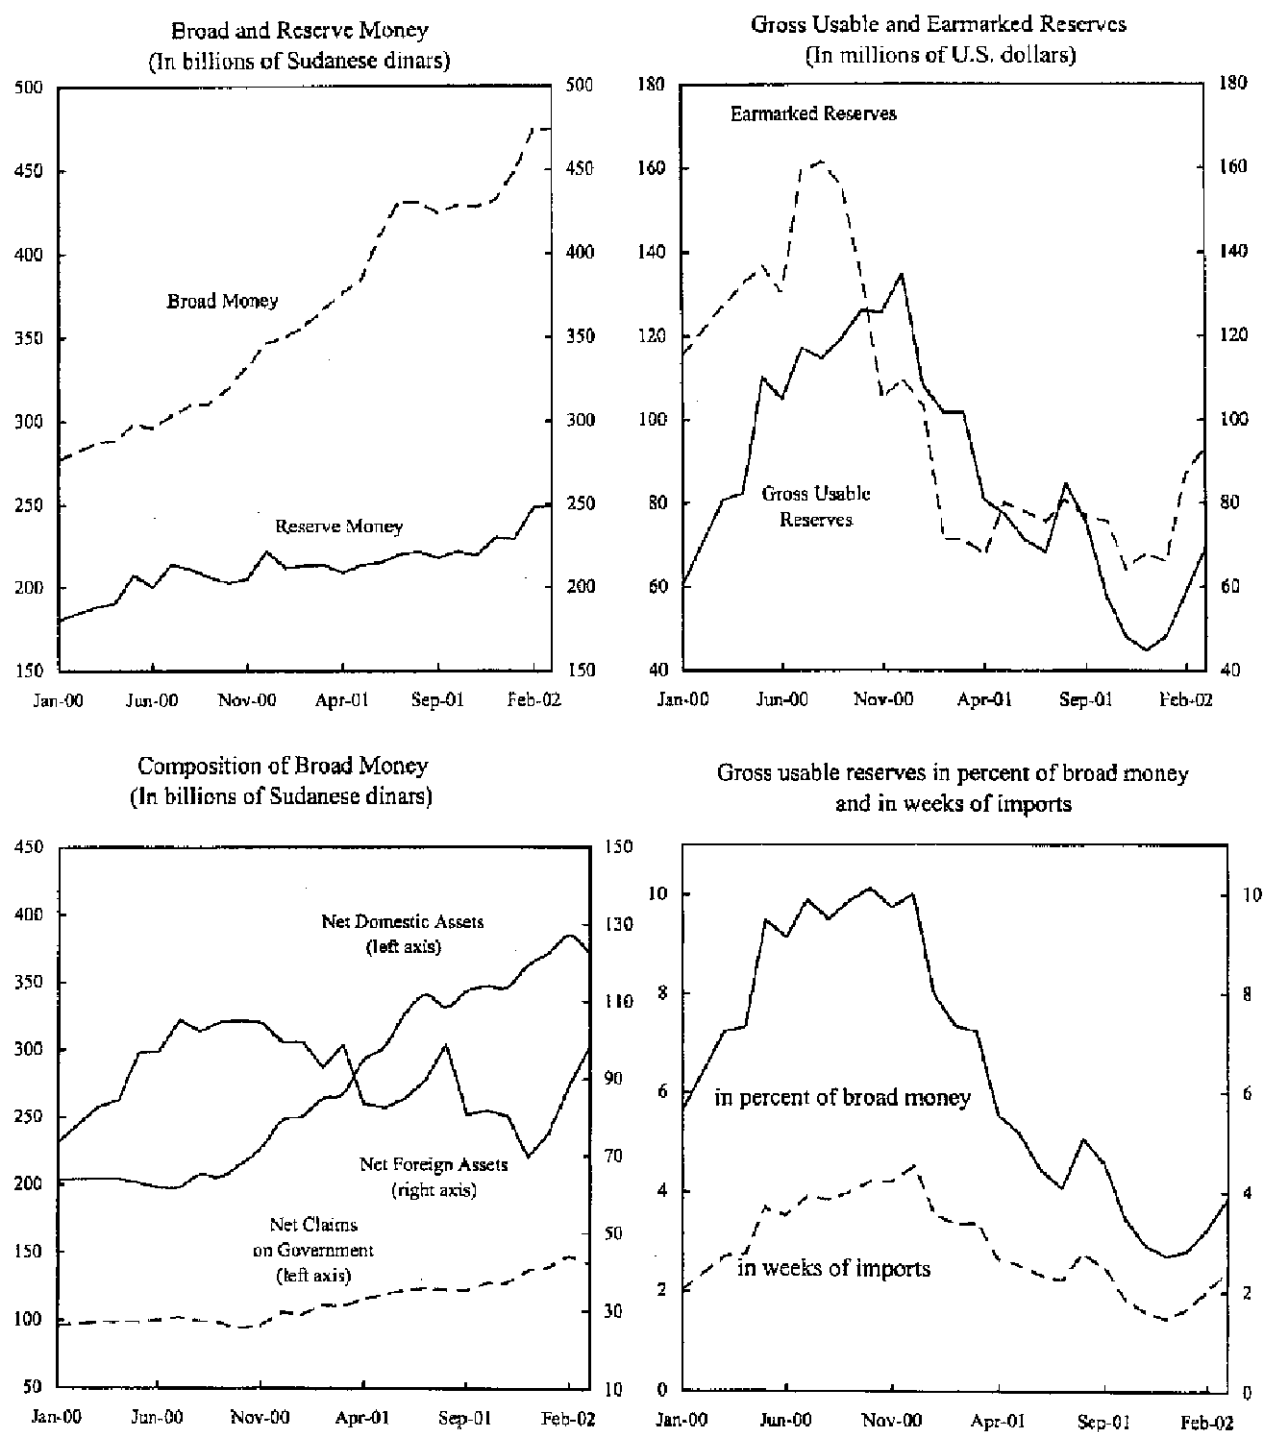 Broad and Reserve Money
(In billions of Sudanese dinars)
500
500
450
450
400
400
350
350
300
300
250
250
200
200
150
150
Broad Money
Reserve Money
Jan-00
Jun-00
Nov-00
Apr-01
Sep-01
Feb-02
Gross Usable and Earmarked Reserves
(In millions of U.S. dollars)
180
180
160
160
140
140
120
120
100
100
80
80
60
60
40
40
Earmarked Reserves
Gross Usable
Reserves
Jan-00
Jun-00
Nov-00
Apr-01
Sep-01
Feb-02
Composition of Broad Money
(In billions of Sudanese dinars)
450
400
350
300
250
200
150
100
50
150
130
110
90
70
50
30
10
Net Domestic Assets
(left axis)
Net Foreign Assets
(right axis)
Net Claims
on Government
(left axis)
Jan-00
Jun-00
Nov-00
Apr-01
Sep-01
Feb-02
Gross usable reserves in percent of broad money
and in weeks of imports
10
10
8
8
6
6
4
4
2
2
0
0
in percent of broad money
in weeks of imports
Jan-00
Jun-00
Nov-00
Apr-01
Sep-01
Feb-02